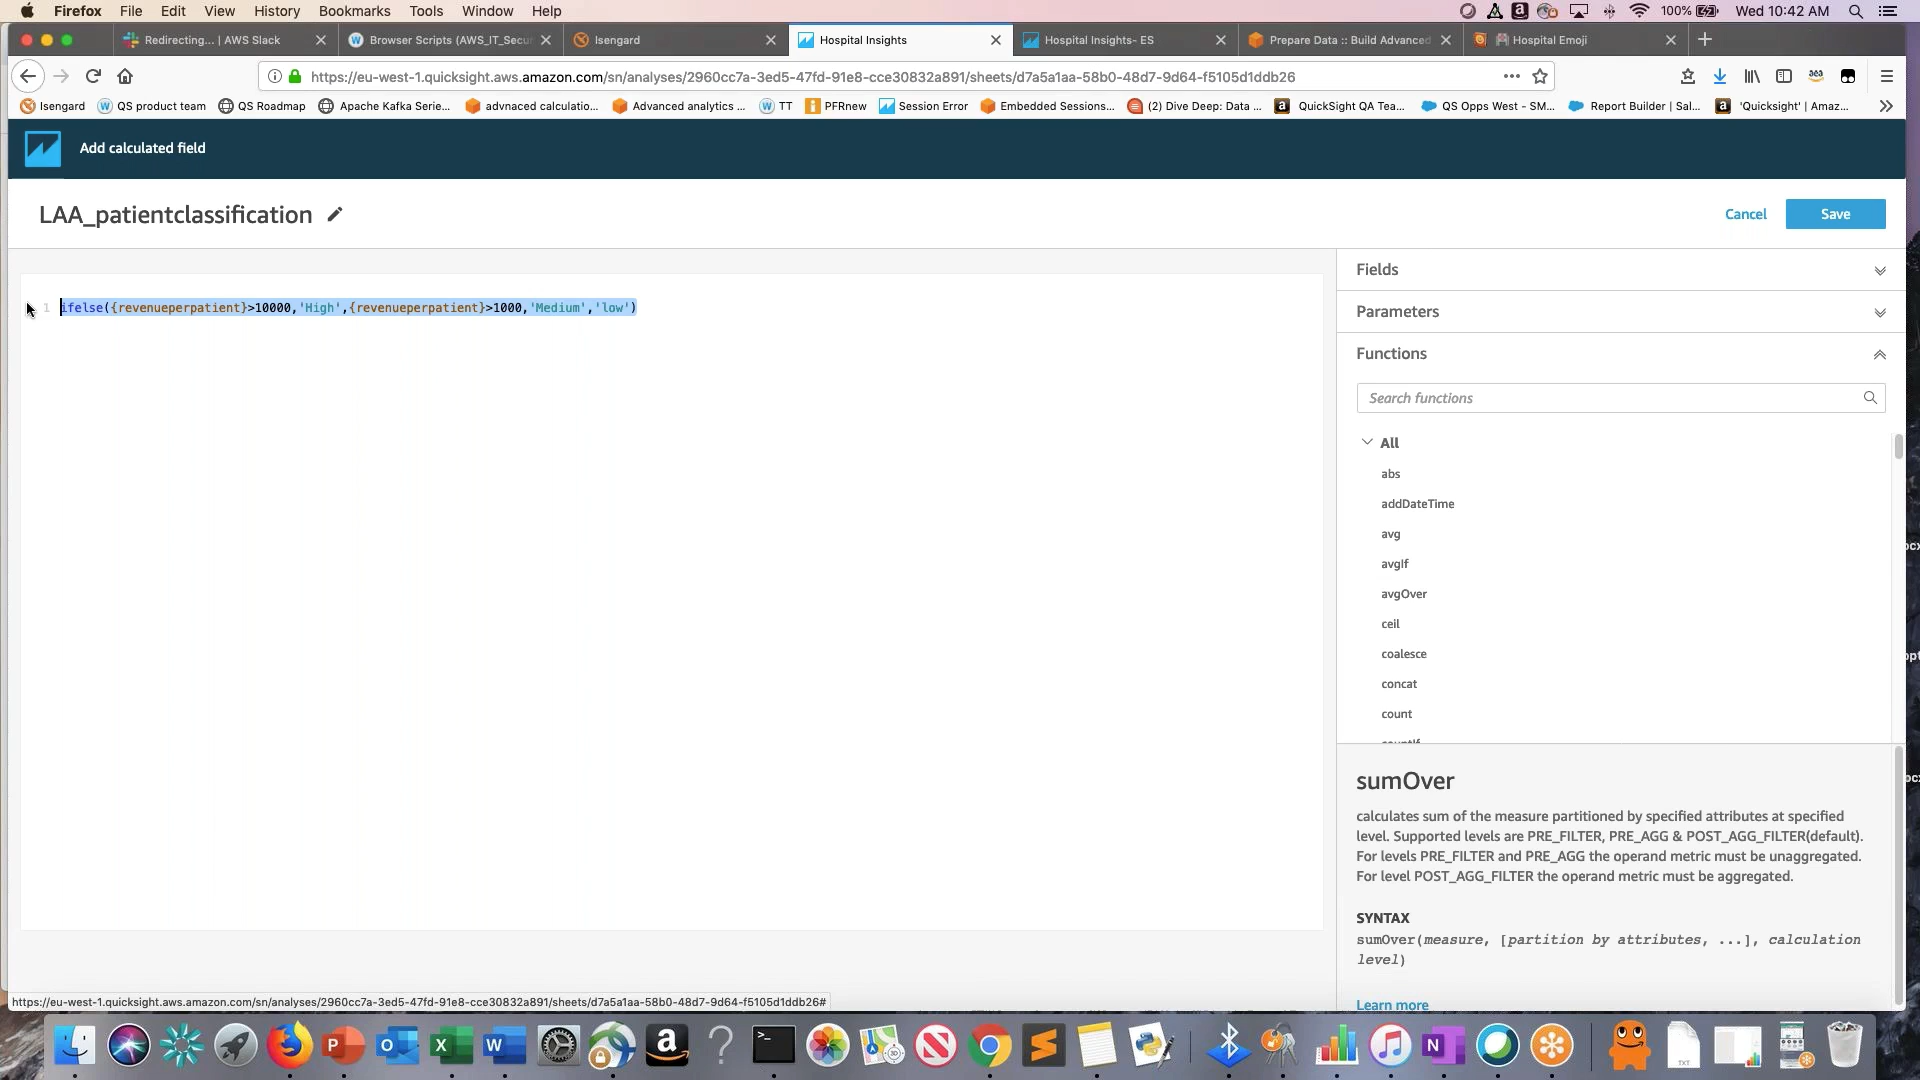 Firefox File Edit View History Bookmarks Tools Window Help 100% Wed 10:42 AM
Redirecting... | AWS Slack
Browser Scripts (AWS_IT_Secu
Isengard
Hospital Insights
Hospital Insights- ES
Prepare Data :: Build Advanced
Hospital Emoji
https://eu-west-1.quicksight.aws.amazon.com/sn/analyses/2960cc7a-3ed5-47fd-91e8-cce30832a891/sheets/d7a5a1aa-58b0-48d7-9d64-f5105d1ddb26
Isengard QS product team QS Roadmap Apache Kafka Serie... advnaced calculatio... Advanced analytics ... TT PFRnew Session Error Embedded Sessions... (2) Dive Deep: Data ... QuickSight QA Tea... QS Opps West - SM... Report Builder | Sal... 'Quicksight' | Amaz...
Add calculated field
LAA_patientclassification
Cancel
Save
1 ifelse({revenueperpatient}>10000,'High',{revenueperpatient}>1000,'Medium','low')
Fields
Parameters
Functions
Search functions
All
abs
addDateTime
avg
avgIf
avgOver
ceil
coalesce
concat
count
countIf
sumOver
calculates sum of the measure partitioned by specified attributes at specified
level. Supported levels are PRE_FILTER, PRE_AGG & POST_AGG_FILTER(default).
For levels PRE_FILTER and PRE_AGG the operand metric must be unaggregated.
For level POST_AGG_FILTER the operand metric must be aggregated.
SYNTAX
sumOver(measure, [partition by attributes, ...], calculation
level)
Learn more
https://eu-west-1.quicksight.aws.amazon.com/sn/analyses/2960cc7a-3ed5-47fd-91e8-cce30832a891/sheets/d7a5a1aa-58b0-48d7-9d64-f5105d1ddb26#